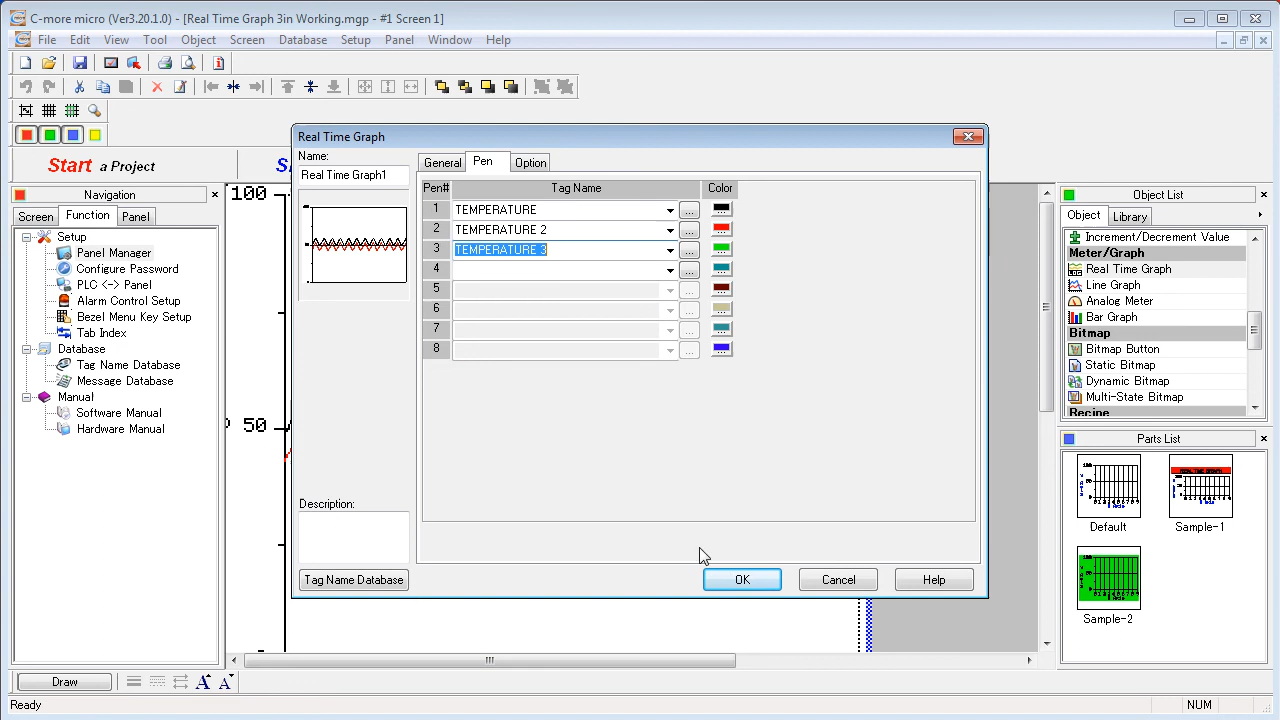 C-more micro (Ver3.20.1.0) - [Real Time Graph 3in Working.mgp - #1 Screen 1]
File Edit View Tool Object Screen Database Setup Panel Window Help
Start a Project
S
Navigation
Screen Function Panel
Setup
Panel Manager
Configure Password
PLC <-> Panel
Alarm Control Setup
Bezel Menu Key Setup
Tab Index
Database
Tag Name Database
Message Database
Manual
Software Manual
Hardware Manual
100
50
Real Time Graph
Name:
Real Time Graph1
Description:
Tag Name Database
General Pen Option
Pen# Tag Name Color
1 TEMPERATURE ...
2 TEMPERATURE 2 ...
3 TEMPERATURE 3 ...
4 ...
5 ...
6 ...
7 ...
8 ...
OK Cancel Help
Object List
Object Library
Increment/Decrement Value
Meter/Graph
Real Time Graph
Line Graph
Analog Meter
Bar Graph
Bitmap
Bitmap Button
Static Bitmap
Dynamic Bitmap
Multi-State Bitmap
Recipe
Parts List
Default
Sample-1
Sample-2
Draw
A A
Ready
NUM